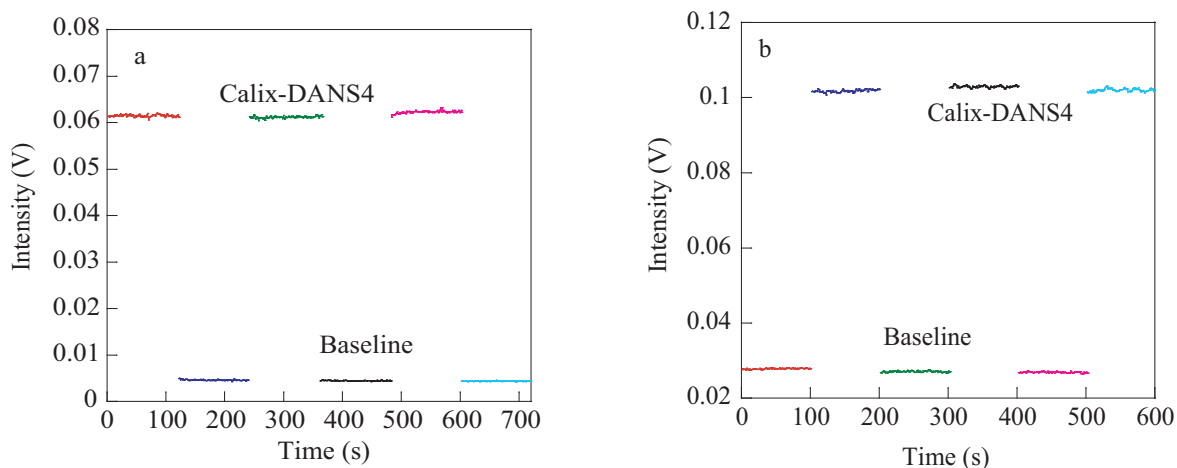 0.08
0.07
0.06
0.05
0.04
0.03
0.02
0.001
0
Intensity (V)
a
Calix-DANS4
Baseline
0 100 200 300 400 500 600 700
Time (s)
0.12
0.1
0.08
0.06
0.04
0.02
Intensity (V)
b
Calix-DANS4
Baseline
0 100 200 300 400 500 600
Time (s)